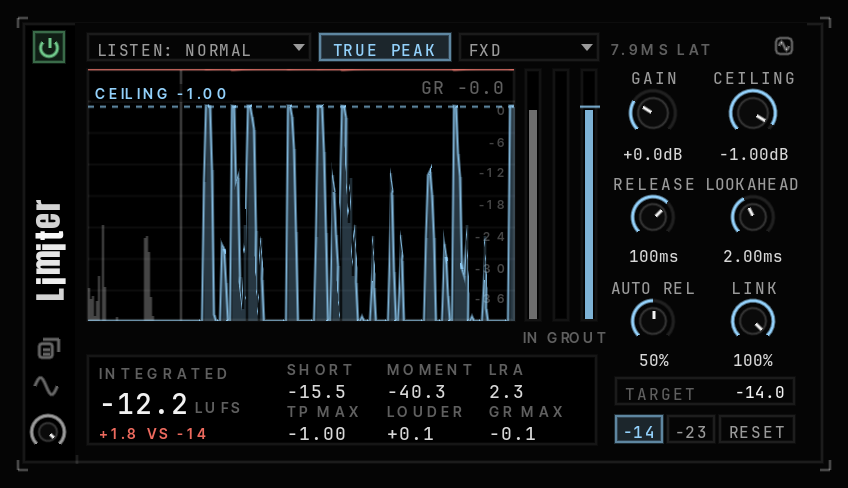 LISTEN: NORMAL
TRUE PEAK
FXD
7.9MS LAT
CEILING -1.00
GR -0.0
0
-6
-12
-18
-24
-30
-36
IN GR OUT
Limiter
GAIN
CEILING
+0.0dB
-1.00dB
RELEASE
LOOKAHEAD
100ms
2.00ms
AUTO REL
LINK
50%
100%
INTEGRATED
-12.2 LUFS
+1.8 VS -14
SHORT
MOMENT
LRA
-15.5
-40.3
2.3
TP MAX
LOUDER
GR MAX
-1.00
+0.1
-0.1
TARGET
-14.0
-14
-23
RESET